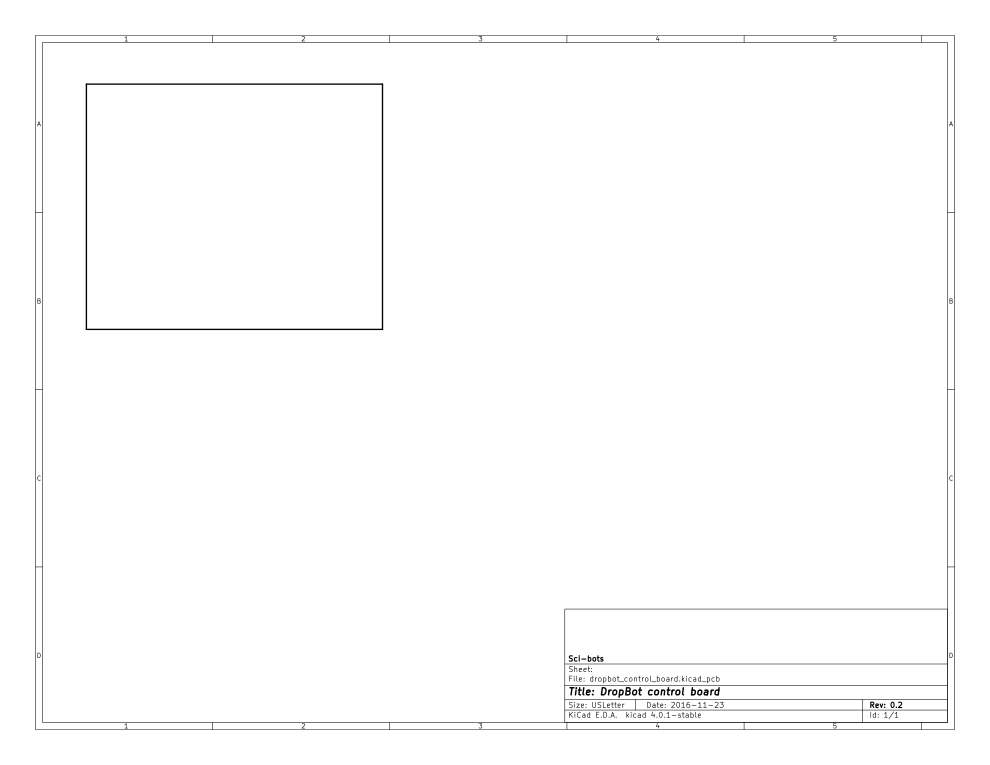 1 2 3 4 5
A A
B B
C C
D D
Sci-bots
Sheet:
File: dropbot_control_board.kicad_pcb
Title: DropBot control board
Size: USLetter Date: 2016-11-23 Rev: 0.2
KiCad E.D.A. kicad 4.0.1-stable Id: 1/1
1 2 3 4 5